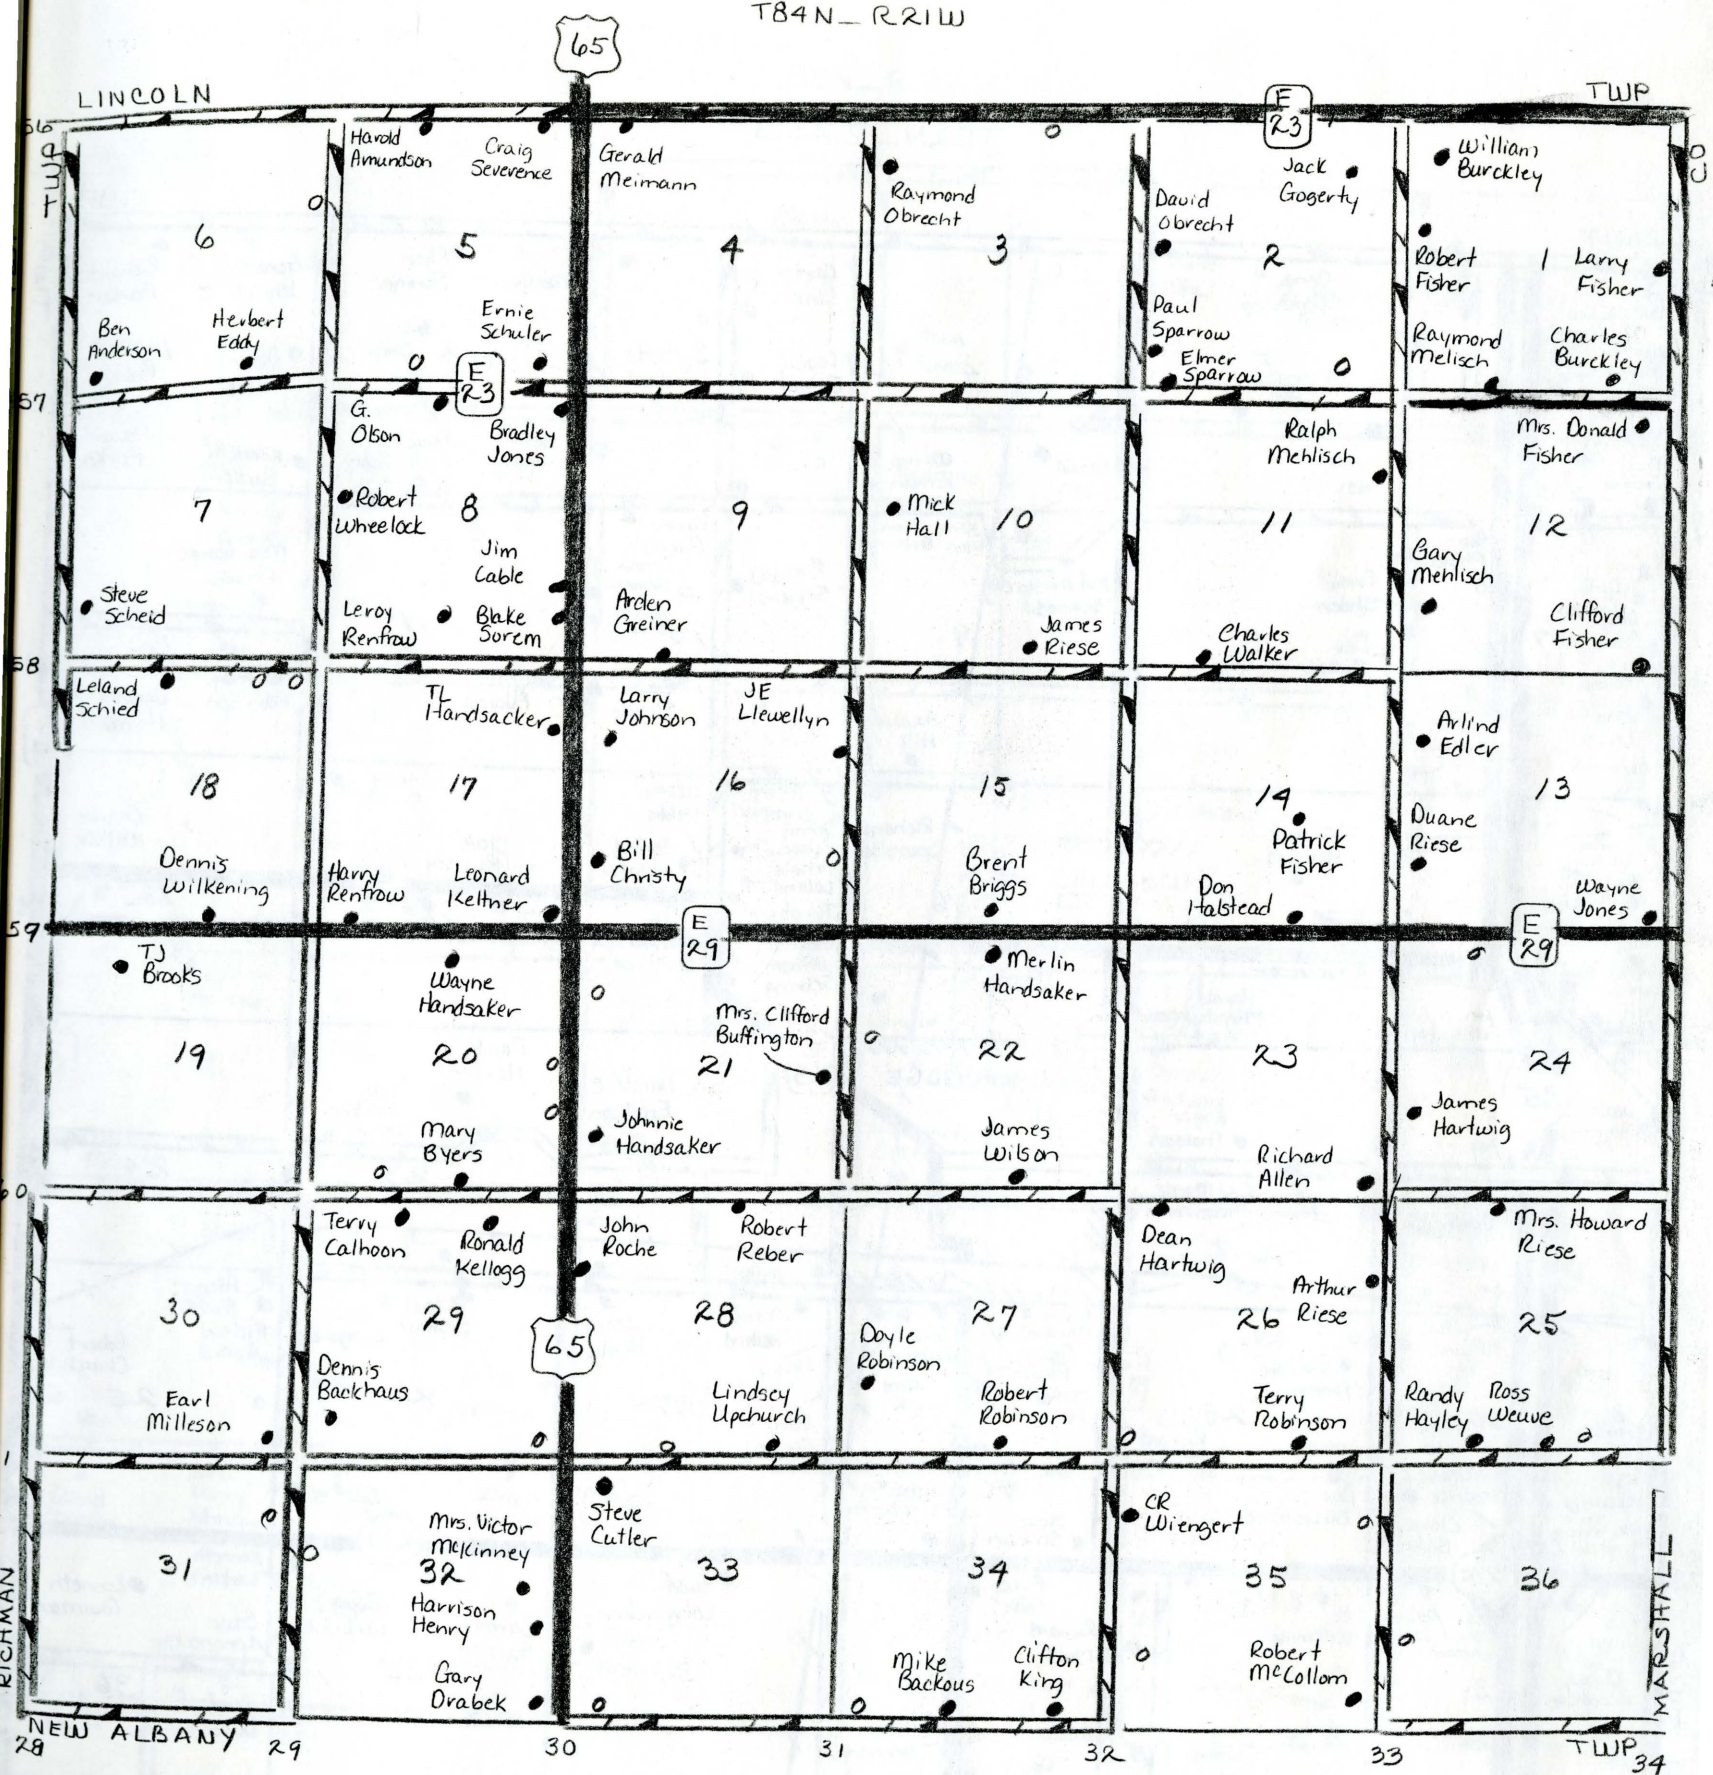 T84N_R21W
65
LINCOLN
TWP
E
23
56
TWP
CO
Harold
Amundson
Craig
Severence
Gerald
Meimann
Raymond
Obrecht
David
Obrecht
Jack
Gogerty
William
Burckley
6
5
4
3
2
1
Robert
Fisher
Larry
Fisher
Ben
Anderson
Herbert
Eddy
Ernie
Schuler
Paul
Sparrow
Elmer
Sparrow
Raymond
Melisch
Charles
Burckley
57
E
23
G.
Olson
Bradley
Jones
Ralph
Mehlisch
Mrs. Donald
Fisher
7
Robert
Wheelock
8
9
Mick
Hall
10
11
12
Jim
Cable
Gary
Mehlisch
Steve
Scheid
Leroy
Renfrow
Blake
Sorem
Arden
Greiner
James
Riese
Charles
Walker
Clifford
Fisher
58
Leland
Schied
TL
Handsacker
Larry
Johnson
JE
Llewellyn
Arlind
Edler
18
17
16
15
14
13
Patrick
Fisher
Duane
Riese
Dennis
Wilkening
Harry
Renfrow
Leonard
Keltner
Bill
Christy
Brent
Briggs
Don
Halstead
Wayne
Jones
59
E
29
E
29
TJ
Brooks
Wayne
Handsaker
Mrs. Clifford
Buffington
Merlin
Handsaker
19
20
21
22
23
24
Mary
Byers
Johnnie
Handsaker
James
Wilson
Richard
Allen
James
Hartwig
60
Terry
Calhoon
Ronald
Kellogg
John
Roche
Robert
Reber
Dean
Hartwig
Arthur
Riese
Mrs. Howard
Riese
30
29
28
27
26
25
65
Earl
Milleson
Dennis
Backhaus
Lindsey
Upchurch
Doyle
Robinson
Robert
Robinson
Terry
Robinson
Randy
Hayley
Ross
Weuve
1
Mrs. Victor
McKinney
Steve
Cutler
CR
Wiengert
31
32
33
34
35
36
Harrison
Henry
Gary
Drabek
Mike
Backous
Clifton
King
Robert
McCollom
RICHMAN
MARSHALL
NEW ALBANY
TWP
28
29
30
31
32
33
34